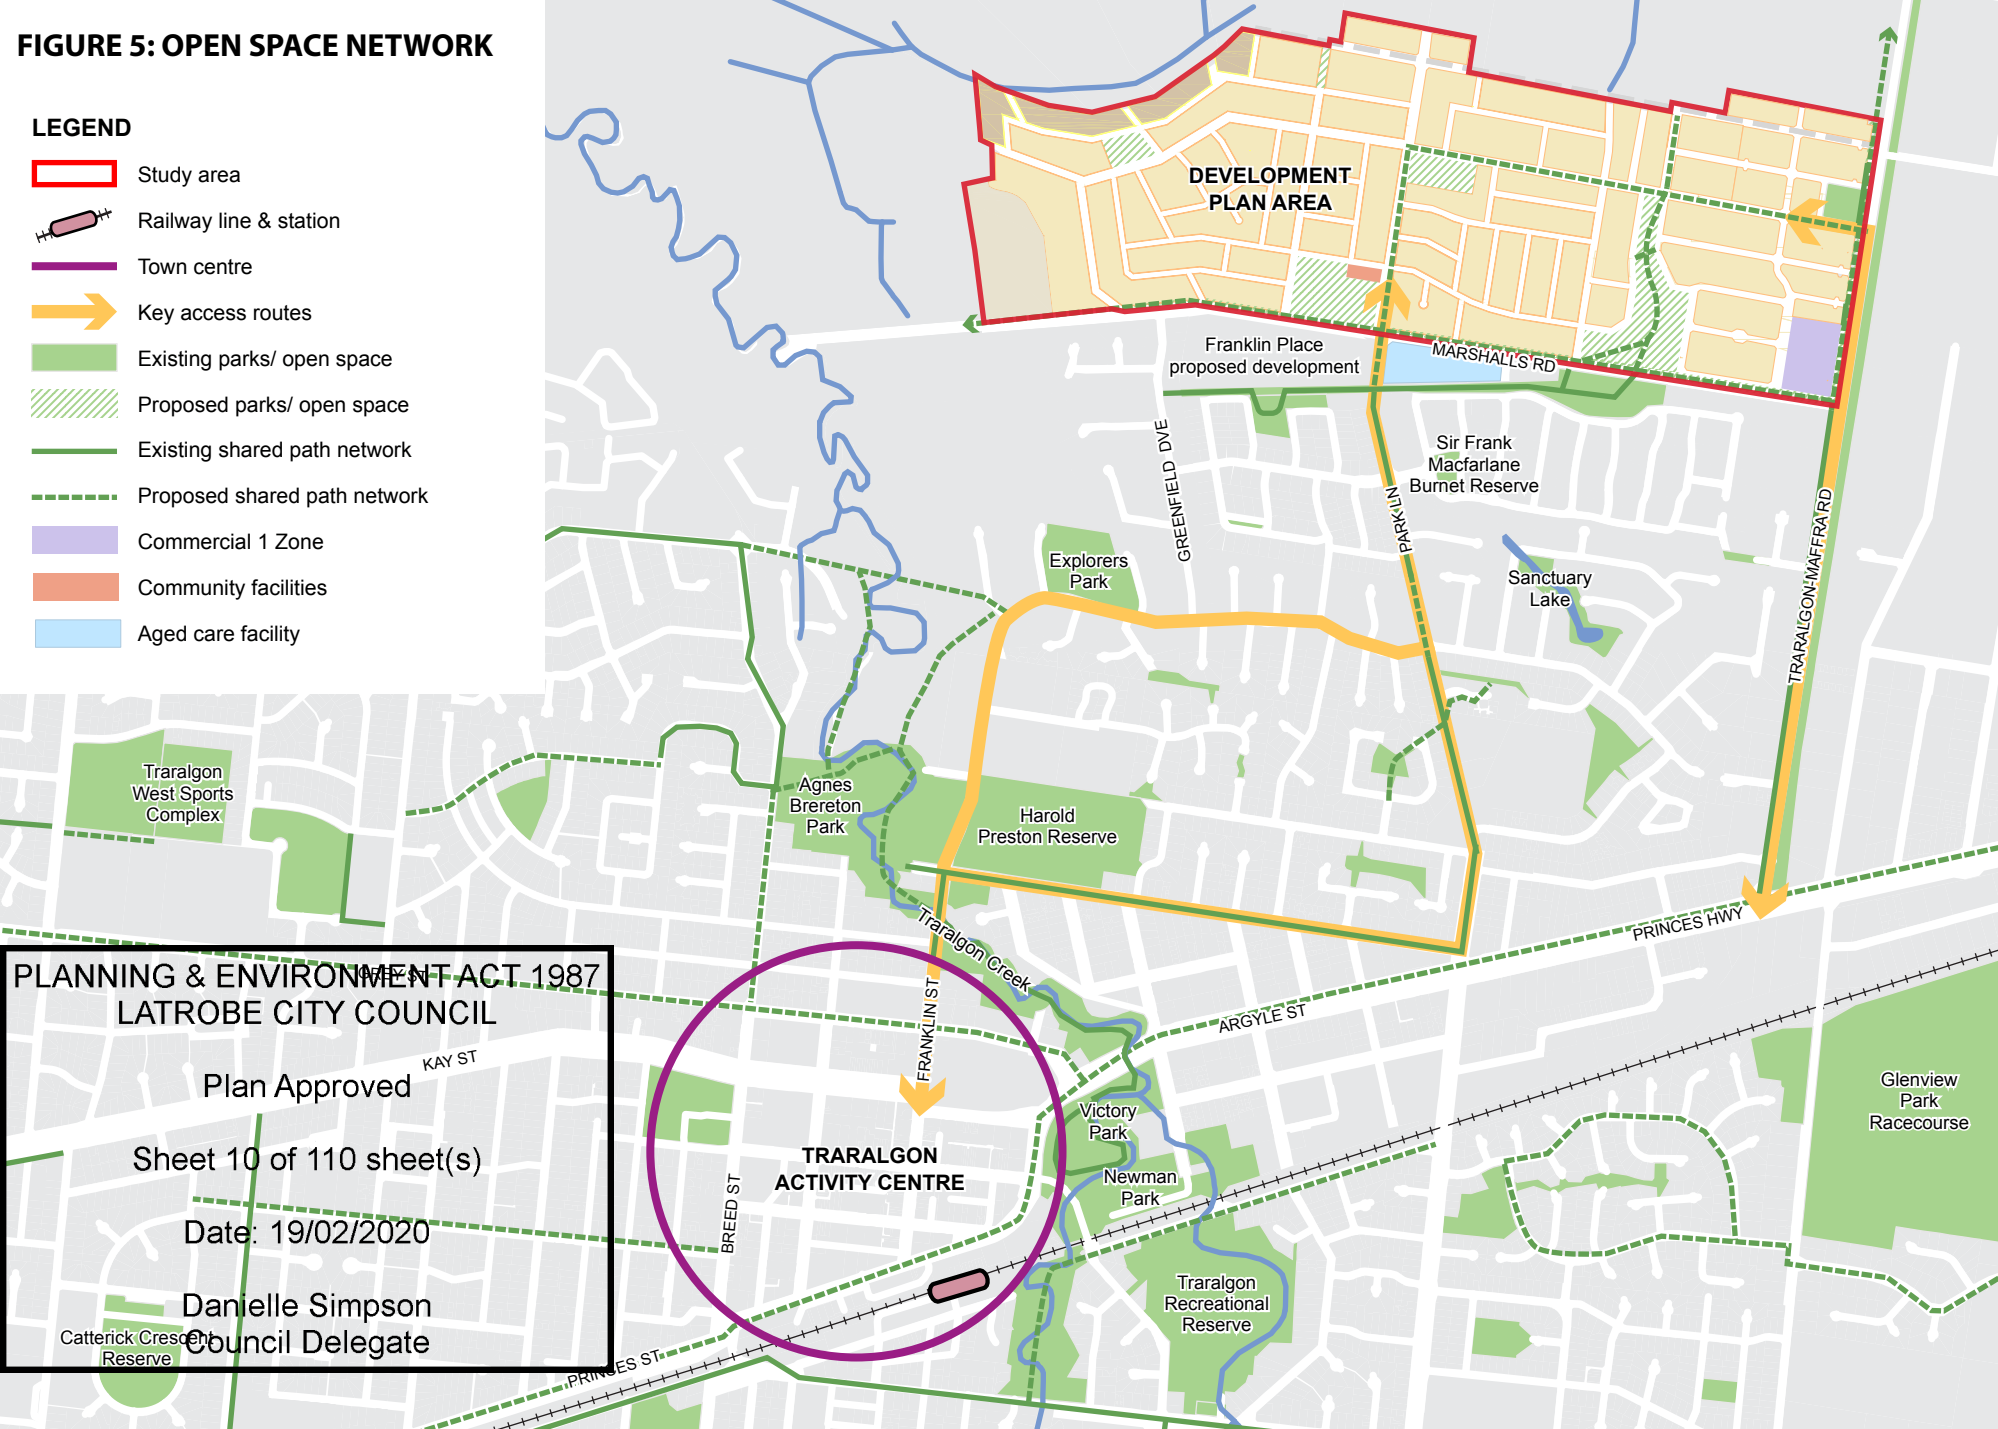 FIGURE 5: OPEN SPACE NETWORK
LEGEND
Study area
Railway line & station
Town centre
Key access routes
Existing parks/ open space
Proposed parks/ open space
Existing shared path network
Proposed shared path network
Commercial 1 Zone
Community facilities
Aged care facility
DEVELOPMENT
PLAN AREA
Franklin Place
proposed development
MARSHALLS RD
GREENFIELD DVE
PARK LN
Sir Frank
Macfarlane
Burnet Reserve
TRARALGON-MAFFRA RD
Explorers
Park
Sanctuary
Lake
Traralgon
West Sports
Complex
Agnes
Brereton
Park
Harold
Preston Reserve
Traralgon Creek
PRINCES HWY
ARGYLE ST
FRANKLIN ST
GREY ST
KAY ST
BREED ST
TRARALGON
ACTIVITY CENTRE
Victory
Park
Newman
Park
Glenview
Park
Racecourse
Traralgon
Recreational
Reserve
PRINCES ST
Catterick Crescent
Reserve
PLANNING & ENVIRONMENT ACT 1987
LATROBE CITY COUNCIL
Plan Approved
Sheet 10 of 110 sheet(s)
Date: 19/02/2020
Danielle Simpson
Council Delegate